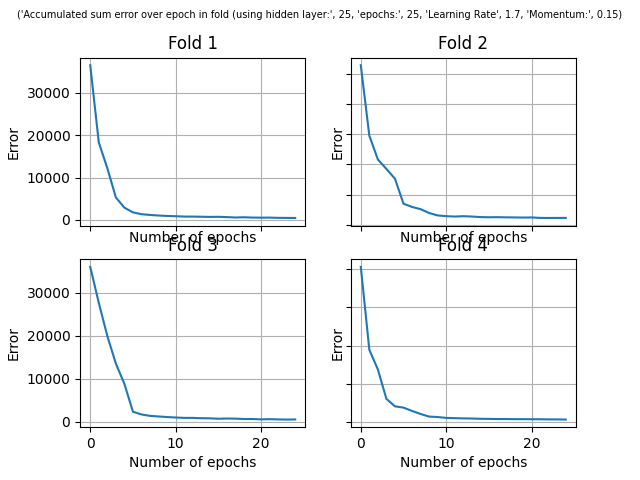 ('Accumulated sum error over epoch in fold (using hidden layer:', 25, 'epochs:', 25, 'Learning Rate', 1.7, 'Momentum:', 0.15)
Fold 1
Fold 2
30000
20000
10000
0
Error
Error
Number of epochs
Number of epochs
Fold 3
Fold 4
30000
20000
10000
0
Error
Error
0 10 20
0 10 20
Number of epochs
Number of epochs